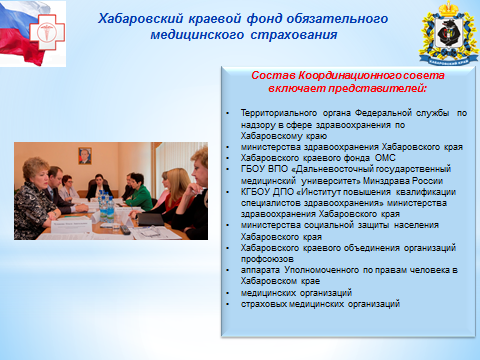 Хабаровский краевой фонд обязательного
медицинского страхования
ХАБАРОВСКИЙ КРАЙ
Состав Координационного совета
включает представителей:
• Территориального органа Федеральной службы по
надзору в сфере здравоохранения по
Хабаровскому краю
• министерства здравоохранения Хабаровского края
• Хабаровского краевого фонда ОМС
• ГБОУ ВПО «Дальневосточный государственный
медицинский университет» Минздрава России
• КГБОУ ДПО «Институт повышения квалификации
специалистов здравоохранения» министерства
здравоохранения Хабаровского края
• министерства социальной защиты населения
Хабаровского края
• Хабаровского краевого объединения организаций
профсоюзов
• аппарата Уполномоченного по правам человека в
Хабаровском крае
• медицинских организаций
• страховых медицинских организаций